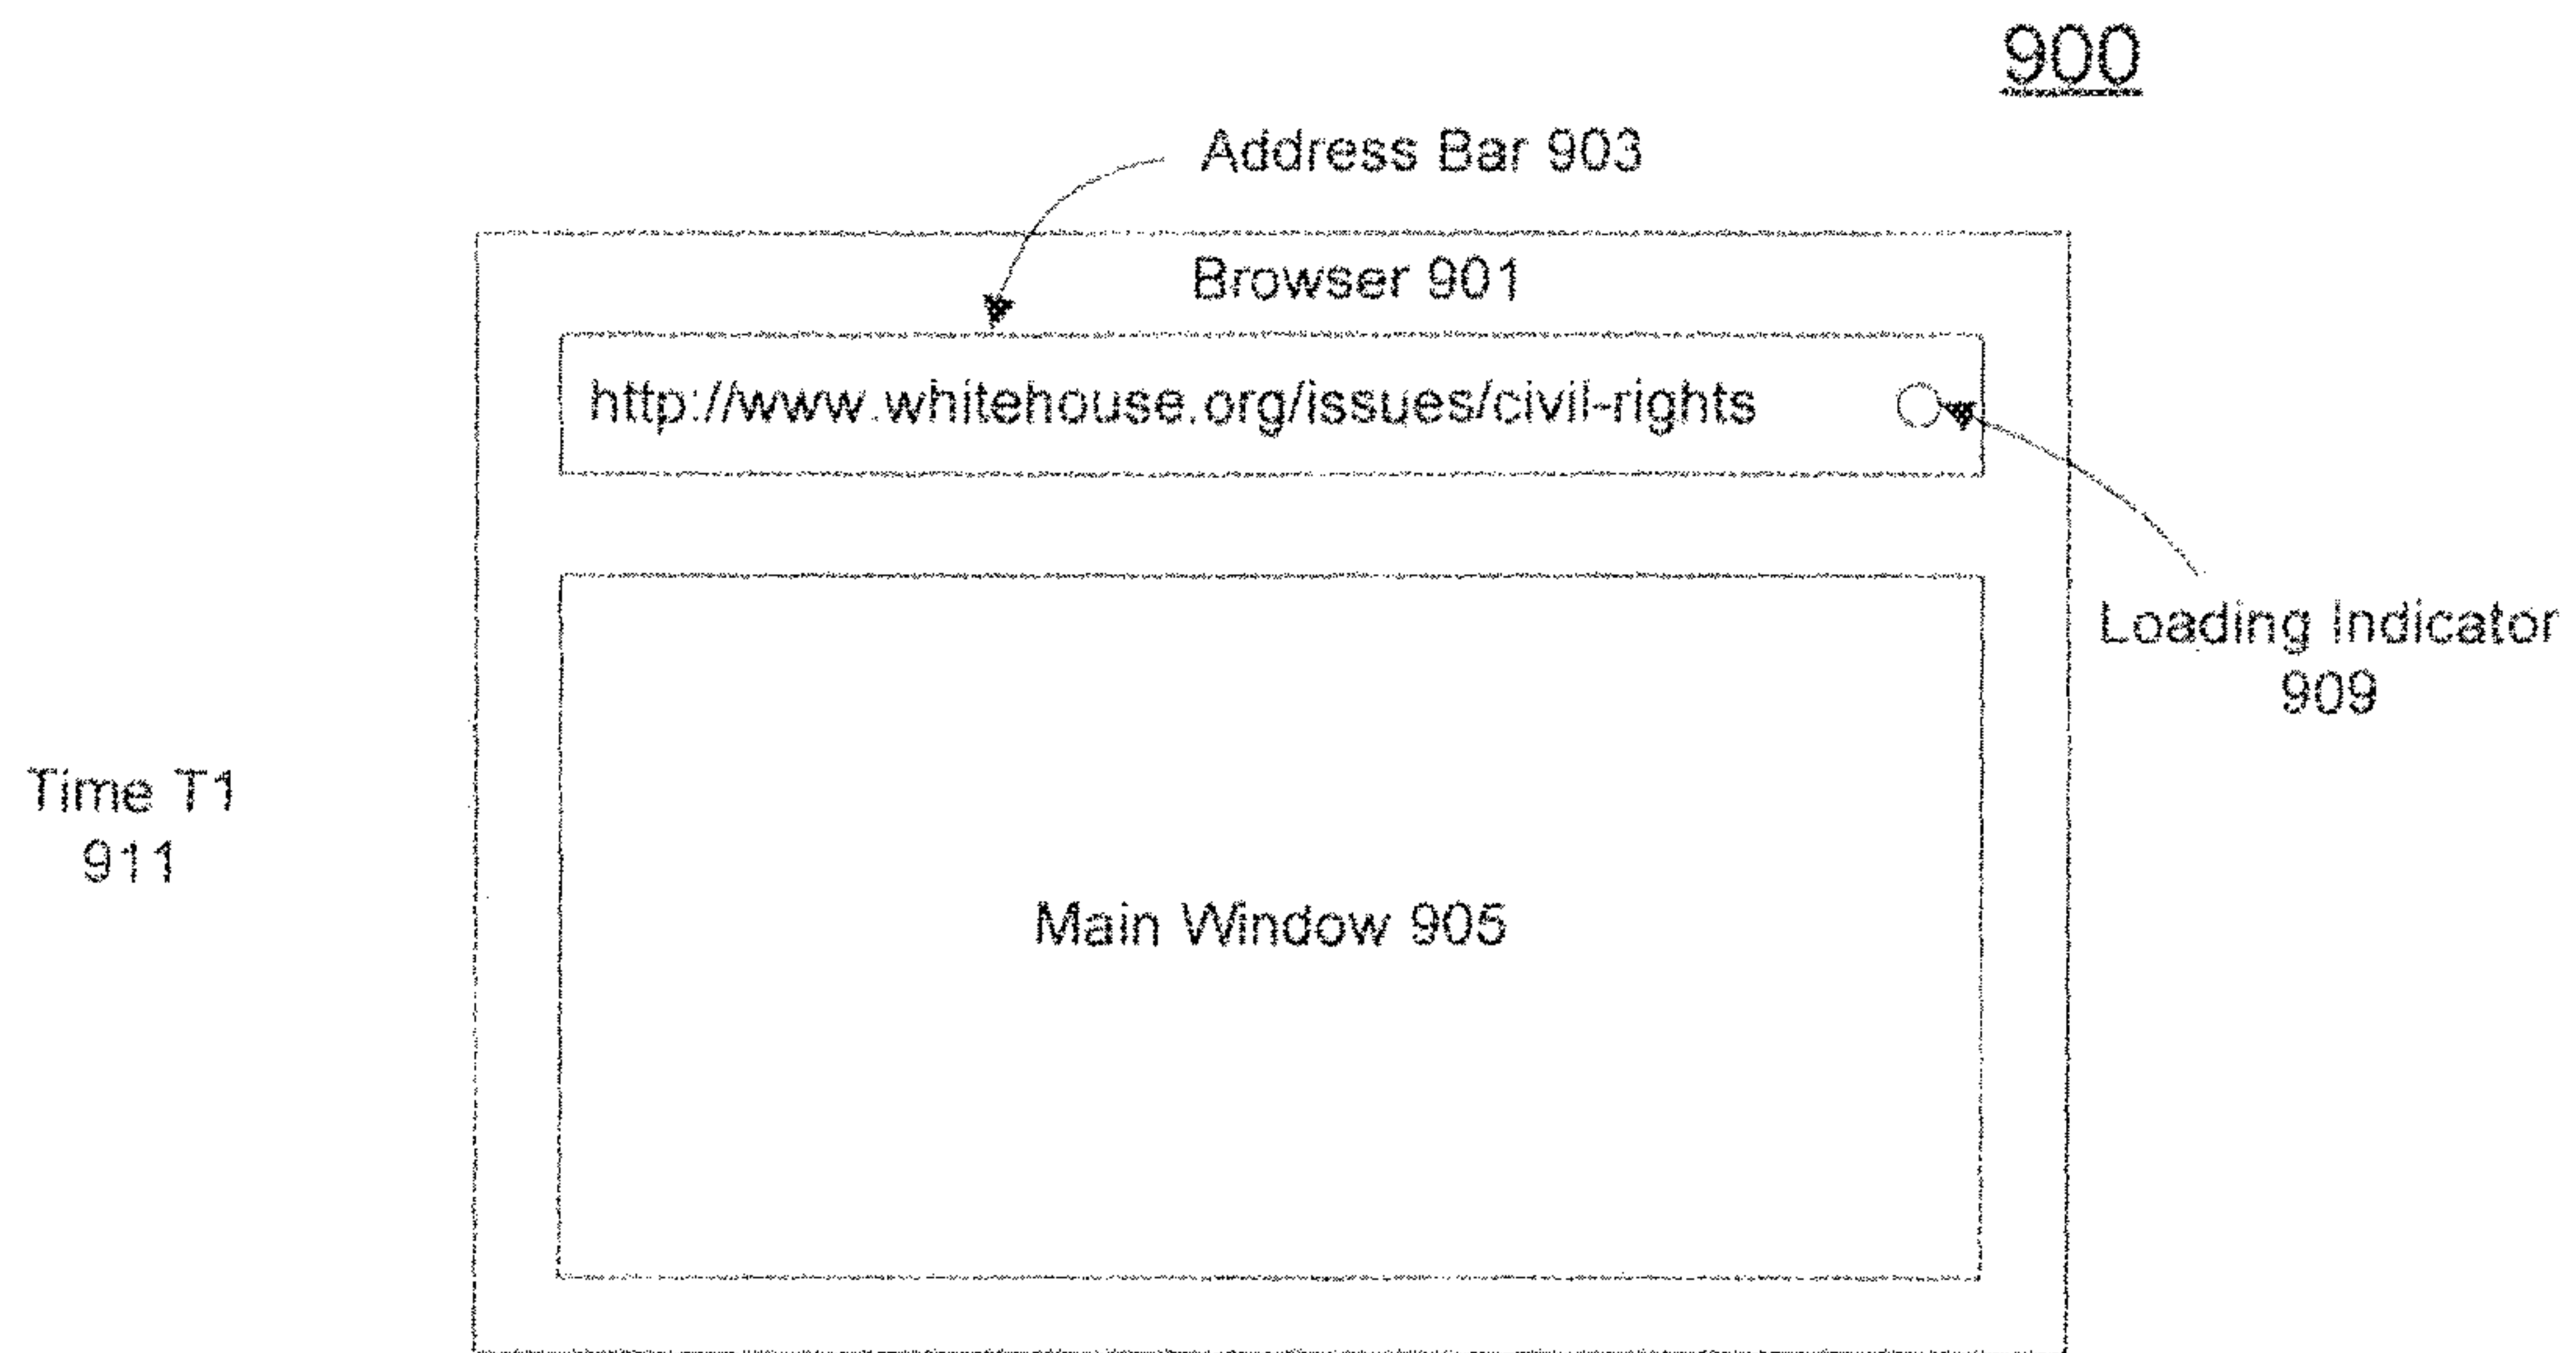 900
Address Bar 903
Browser 901
http://www.whitehouse.org/issues/civil-rights
Loading Indicator
909
Time T1
911
Main Window 905